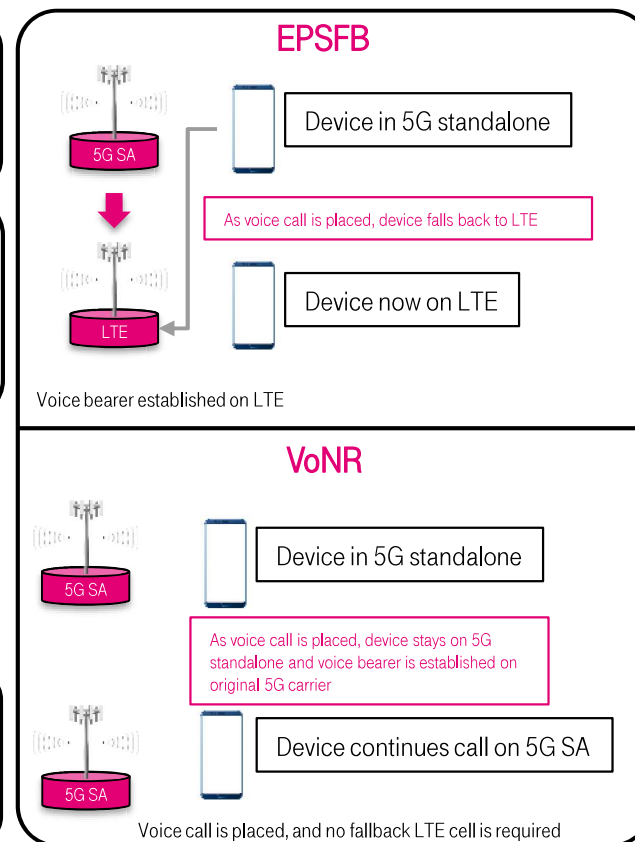 EPSFB
5G SA
Device in 5G standalone
As voice call is placed, device falls back to LTE
LTE
Device now on LTE
Voice bearer established on LTE
VoNR
5G SA
Device in 5G standalone
As voice call is placed, device stays on 5G
standalone and voice bearer is established on
original 5G carrier
5G SA
Device continues call on 5G SA
Voice call is placed, and no fallback LTE cell is required